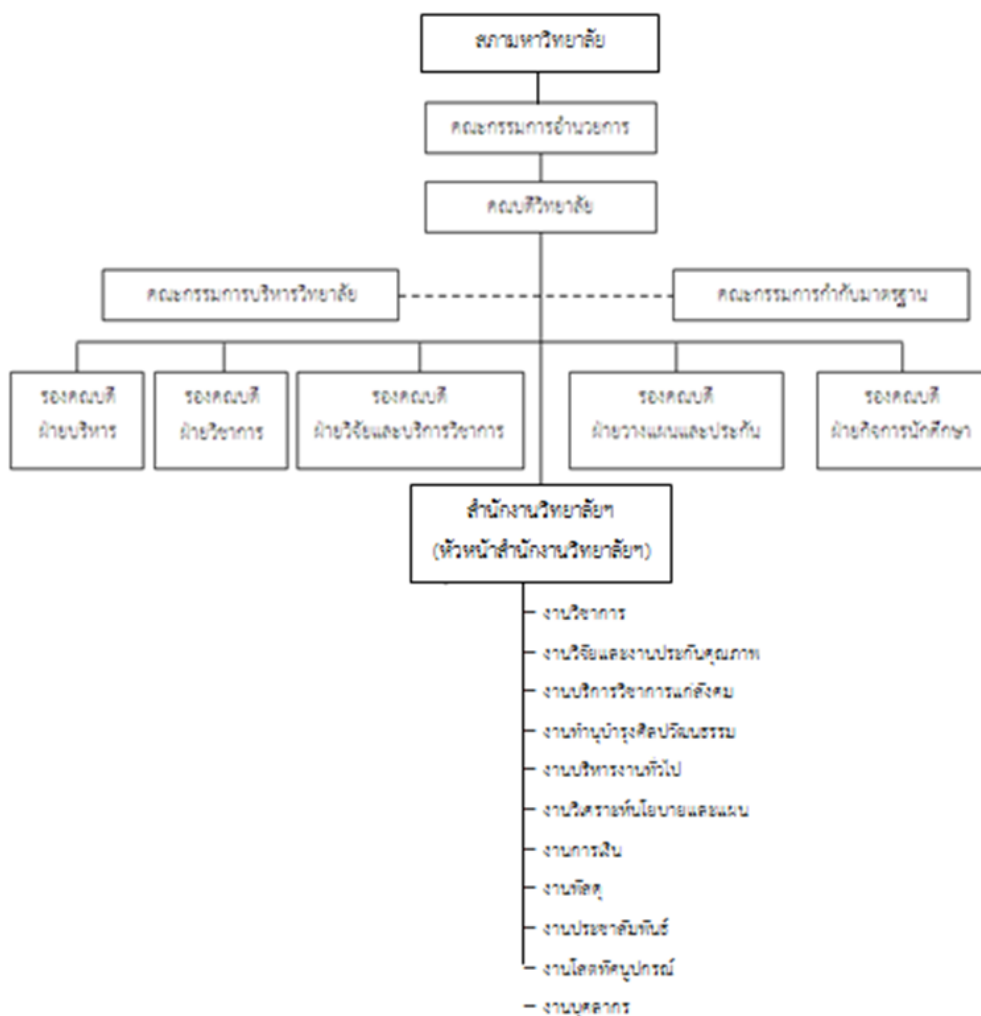 สภามหาวิทยาลัย
คณะกรรมการอำนวยการ
คณบดีวิทยาลัย
คณะกรรมการบริหารวิทยาลัย
คณะกรรมการกำกับมาตรฐาน
รองคณบดี
ฝ่ายบริหาร
รองคณบดี
ฝ่ายวิชาการ
รองคณบดี
ฝ่ายวิจัยและบริการวิชาการ
รองคณบดี
ฝ่ายวางแผนและประกัน
รองคณบดี
ฝ่ายกิจการนักศึกษา
สำนักงานวิทยาลัยฯ
(หัวหน้าสำนักงานวิทยาลัยฯ)
งานวิชาการ
งานวิจัยและงานประกันคุณภาพ
งานบริการวิชาการแก่สังคม
งานทำนุบำรุงศิลปวัฒนธรรม
งานบริหารงานทั่วไป
งานวิเคราะห์นโยบายและแผน
งานการเงิน
งานพัสดุ
งานประชาสัมพันธ์
งานโสตทัศนูปกรณ์
งานบุคลากร